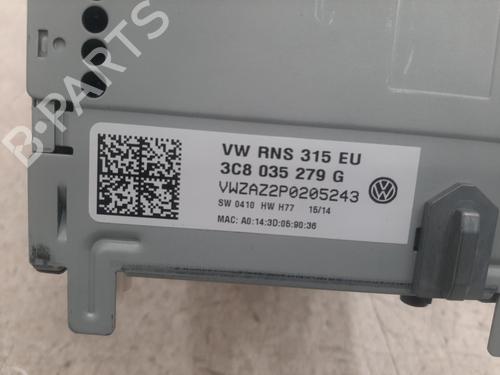 B-PARTS
VW RNS 315 EU
3C8 035 279 G
VWZAZ2P0205243
SW 0410 HW H77 15/14
MAC: A0:14:3D:05:90:36